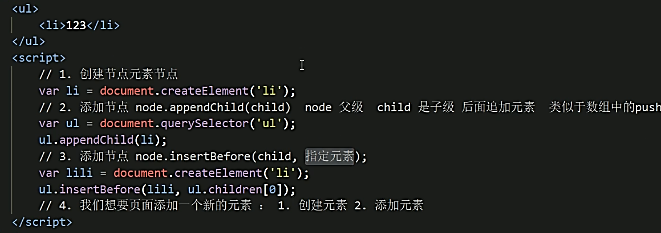 <ul>
<li>123</li>
</ul>
<script>
// 1. 创建节点元素节点
var li = document.createElement('li');
// 2. 添加节点 node.appendChild(child) node 父级 child 是子级 后面追加元素 类似于数组中的push
var ul = document.querySelector('ul');
ul.appendChild(li);
// 3. 添加节点 node.insertBefore(child, 指定元素);
var lili = document.createElement('li');
ul.insertBefore(lili, ul.children[0]);
// 4. 我们想要页面添加一个新的元素 : 1. 创建元素 2. 添加元素
</script>